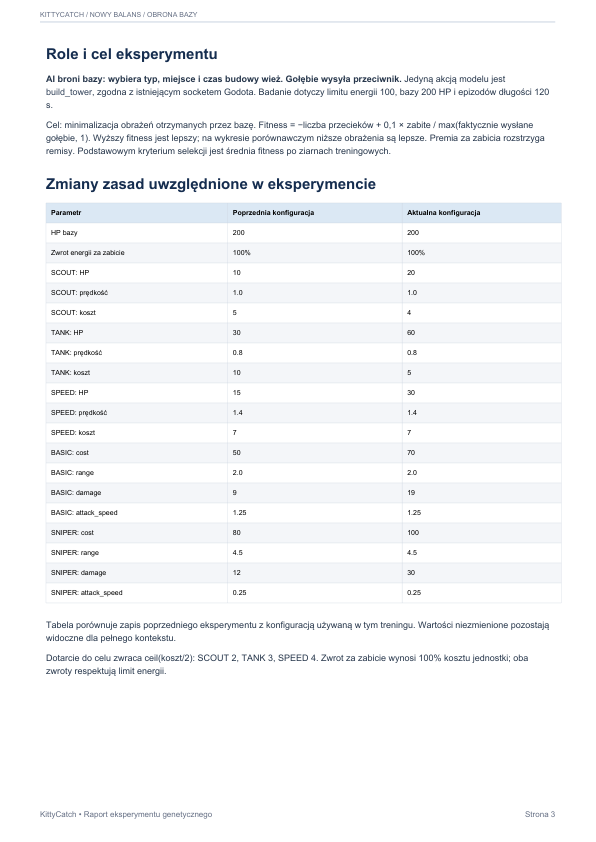 KITTYCATCH / NOWY BALANS / OBRONA BAZY
Role i cel eksperymentu
AI broni bazy: wybiera typ, miejsce i czas budowy wież. Gołębie wysyła przeciwnik. Jedyną akcją modelu jest
build_tower, zgodna z istniejącym socketem Godota. Badanie dotyczy limitu energii 100, bazy 200 HP i epizodów długości 120
s.
Cel: minimalizacja obrażeń otrzymanych przez bazę. Fitness = −liczba przecieków + 0,1 × zabite / max(faktycznie wysłane
gołębie, 1). Wyższy fitness jest lepszy; na wykresie porównawczym niższe obrażenia są lepsze. Premia za zabicia rozstrzyga
remisy. Podstawowym kryterium selekcji jest średnia fitness po ziarnach treningowych.
Zmiany zasad uwzględnione w eksperymencie
Parametr Poprzednia konfiguracja Aktualna konfiguracja
HP bazy 200 200
Zwrot energii za zabicie 100% 100%
SCOUT: HP 10 20
SCOUT: prędkość 1.0 1.0
SCOUT: koszt 5 4
TANK: HP 30 60
TANK: prędkość 0.8 0.8
TANK: koszt 10 5
SPEED: HP 15 30
SPEED: prędkość 1.4 1.4
SPEED: koszt 7 7
BASIC: cost 50 70
BASIC: range 2.0 2.0
BASIC: damage 9 19
BASIC: attack_speed 1.25 1.25
SNIPER: cost 80 100
SNIPER: range 4.5 4.5
SNIPER: damage 12 30
SNIPER: attack_speed 0.25 0.25
Tabela porównuje zapis poprzedniego eksperymentu z konfiguracją używaną w tym treningu. Wartości niezmienione pozostają
widoczne dla pełnego kontekstu.
Dotarcie do celu zwraca ceil(koszt/2): SCOUT 2, TANK 3, SPEED 4. Zwrot za zabicie wynosi 100% kosztu jednostki; oba
zwroty respektują limit energii.
KittyCatch • Raport eksperymentu genetycznego Strona 3